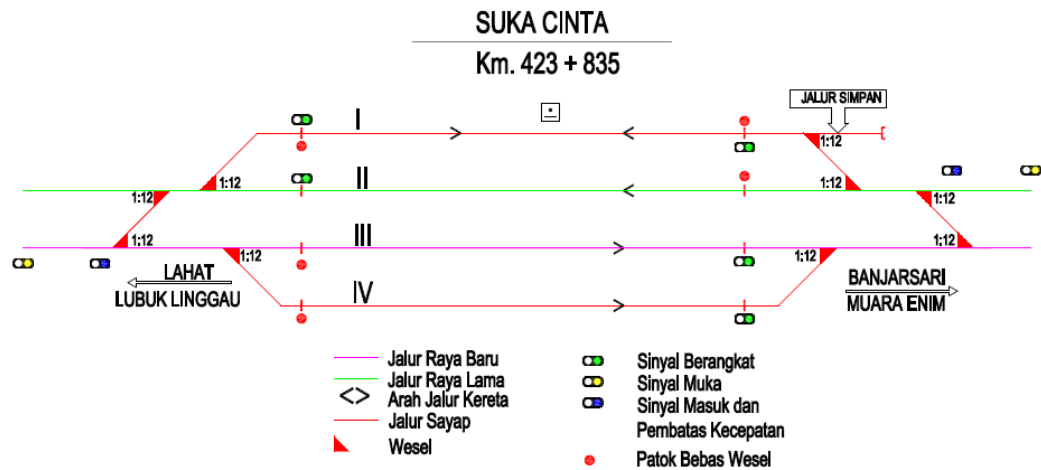 SUKA CINTA
Km. 423 + 835
JALUR SIMPAN
I
1:12
1:12
II
1:12
1:12
1:12
III
1:12
1:12
1:12
1:12
LAHAT
LUBUK LINGGAU
IV
BANJARSARI
MUARA ENIM
Jalur Raya Baru
Jalur Raya Lama
Arah Jalur Kereta
Jalur Sayap
Wesel
Sinyal Berangkat
Sinyal Muka
Sinyal Masuk dan
Pembatas Kecepatan
Patok Bebas Wesel